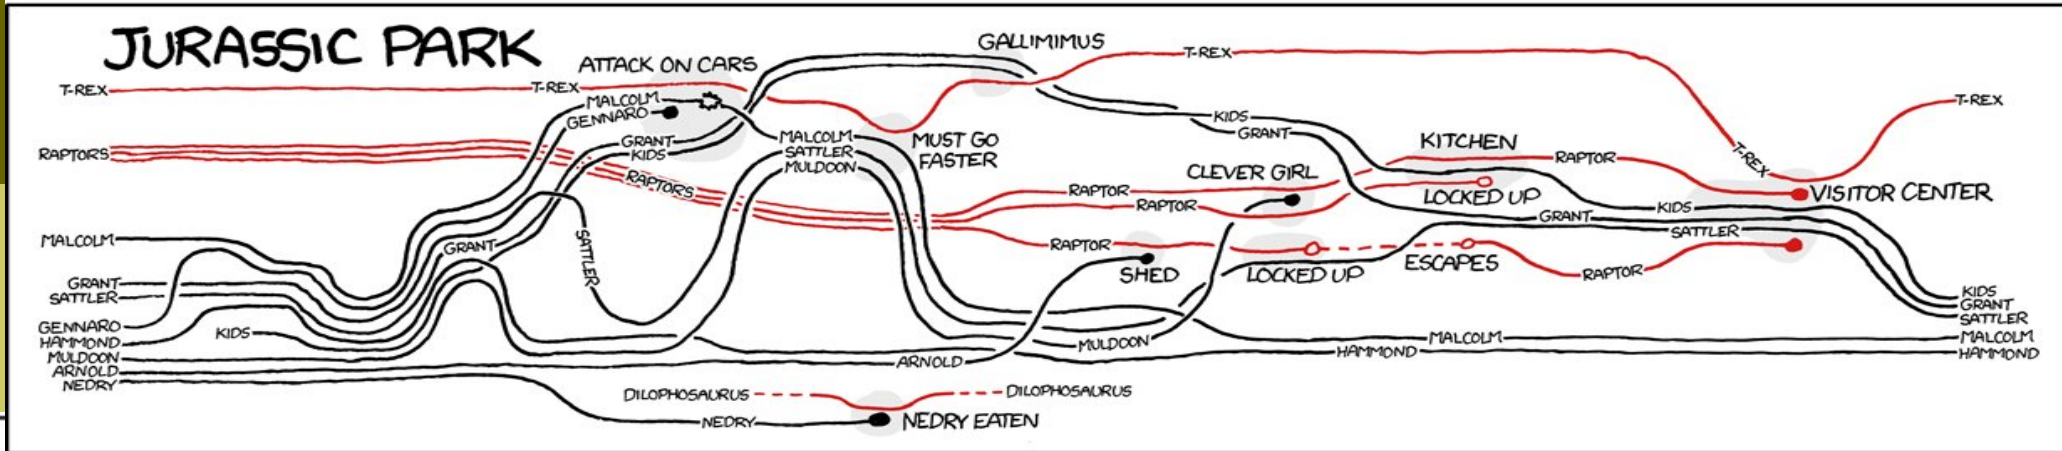 JURASSIC PARK
GALLIMIMUS
T-REX
ATTACK ON CARS
T-REX
T-REX
MALCOLM
T-REX
GENNARO
KIDS
GRANT
MALCOLM
GRANT
MUST GO
FASTER
KITCHEN
T-REX
RAPTORS
KIDS
SATTLER
RAPTOR
MULDOON
CLEVER GIRL
RAPTORS
RAPTOR
LOCKED UP
VISITOR CENTER
RAPTOR
KIDS
GRANT
SATTLER
MALCOLM
GRANT
SATTLER
RAPTOR
SHED
LOCKED UP
ESCAPES
RAPTOR
GRANT
SATTLER
KIDS
GRANT
SATTLER
GENNARO
HAMMOND
KIDS
MALCOLM
MALCOLM
MULDOON
MULDOON
HAMMOND
HAMMOND
ARNOLD
ARNOLD
NEDRY
DILOPHOSAURUS
DILOPHOSAURUS
NEDRY
NEDRY EATEN